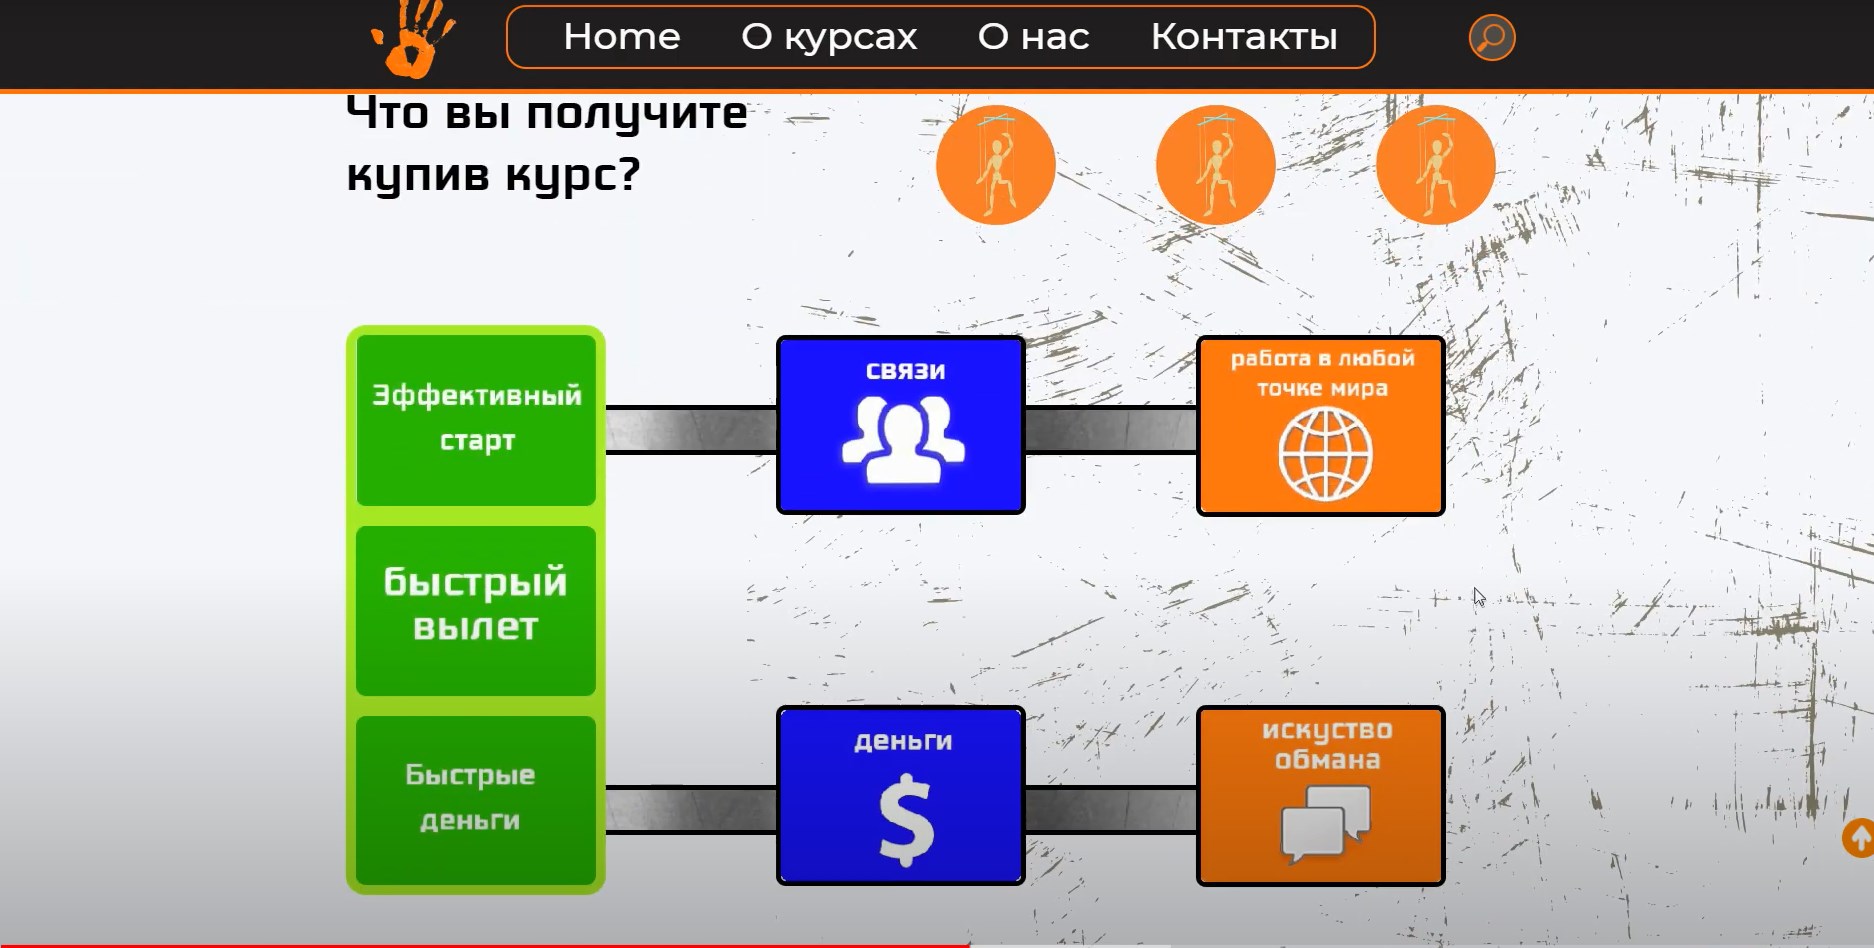 Home О курсах О нас Контакты
Что вы получите
купив курс?
Эффективный
старт
связи
работа в любой
точке мира
быстрый
вылет
Быстрые
деньги
деньги
$
искуство
обмана